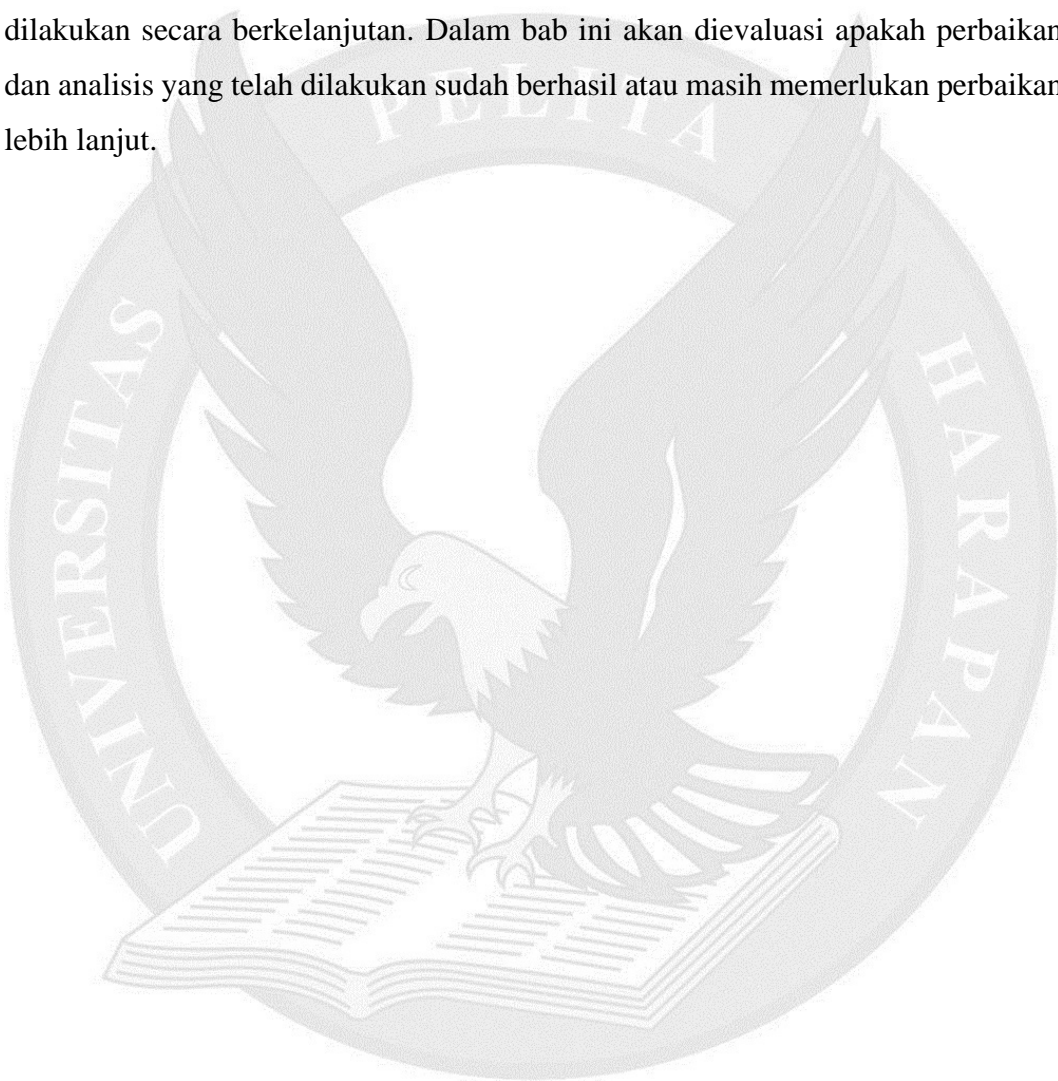 dilakukan secara berkelanjutan. Dalam bab ini akan dievaluasi apakah perbaikan
dan analisis yang telah dilakukan sudah berhasil atau masih memerlukan perbaikan
lebih lanjut.
UNIVERSITAS PELITA HARAPAN